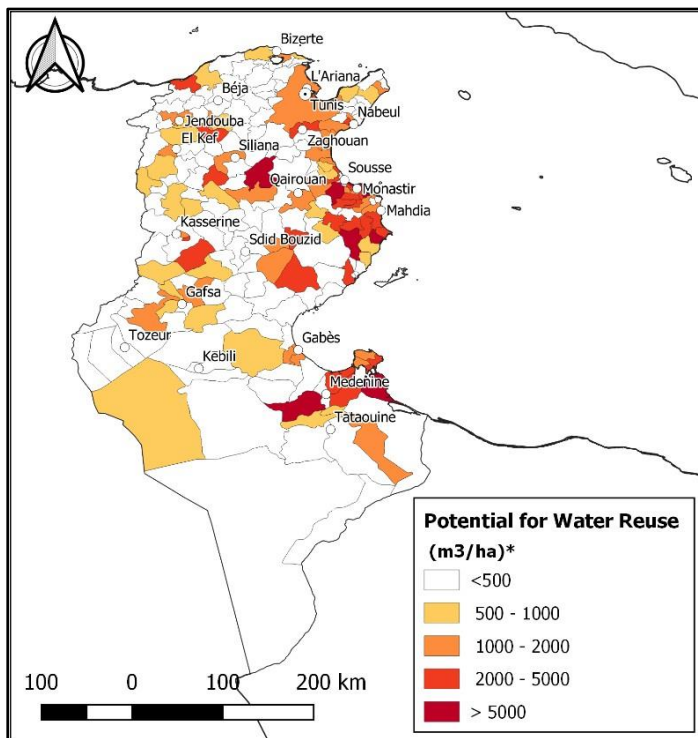 Bizerte
L'Ariana
Béja
Tunis
Nabeul
Jendouba
El Kef
Zaghouan
Siliana
Sousse
Qairouan
Monastir
Mahdia
Kasserine
Sdid Bouzid
Gafsa
Tozeur
Gabès
Këbili
Medenine
Tataouine
Potential for Water Reuse
(m3/ha)*
<500
500 - 1000
1000 - 2000
2000 - 5000
> 5000
100 0 100 200 km